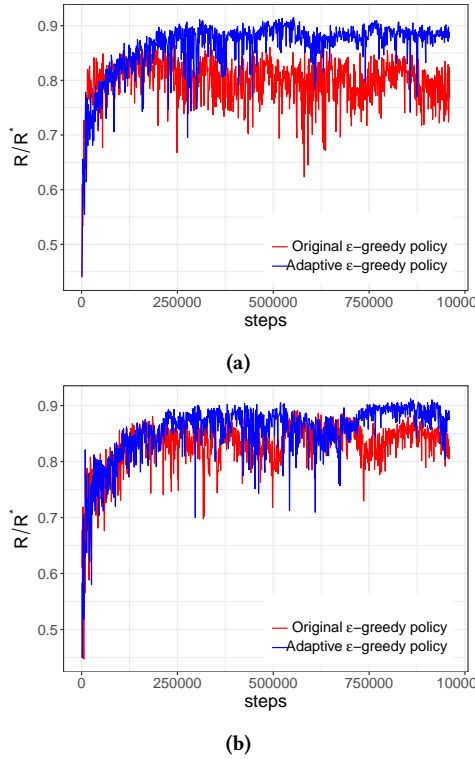 0.9
0.8
0.7
0.6
0.5
R/R*
Original ε-greedy policy
Adaptive ε-greedy policy
0 250000 500000 750000 10000
steps
(a)
0.9
0.8
0.7
0.6
0.5
R/R*
Original ε-greedy policy
Adaptive ε-greedy policy
0 250000 500000 750000 10000
steps
(b)